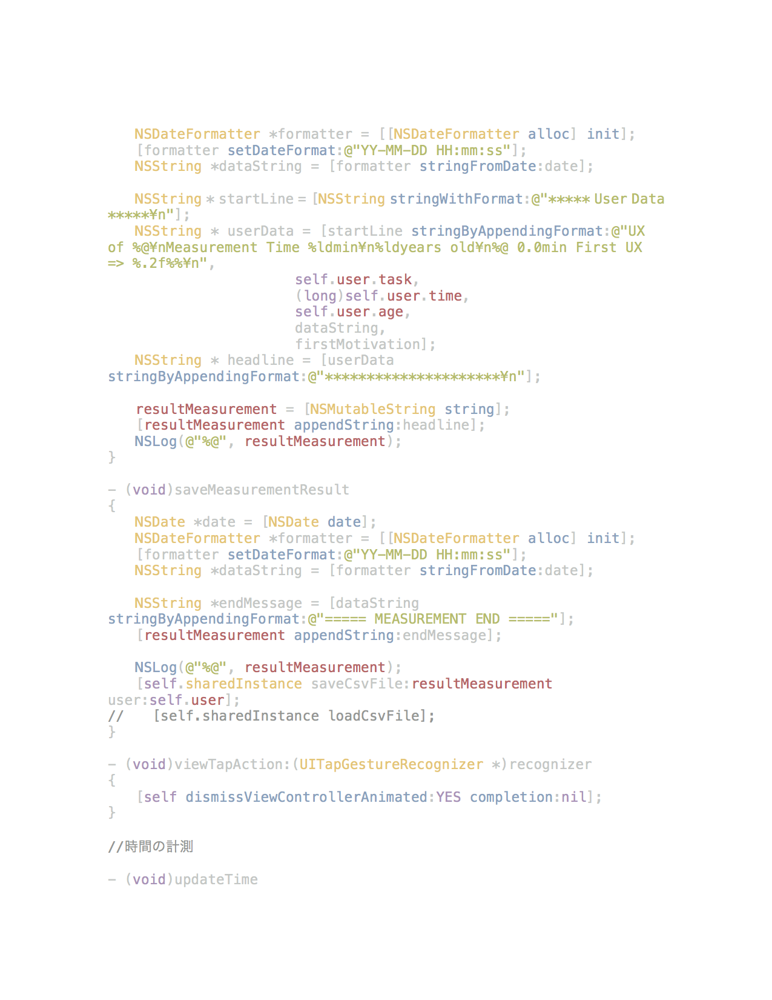 NSDateFormatter *formatter = [[NSDateFormatter alloc] init];
[formatter setDateFormat:@"YY-MM-DD HH:mm:ss"];
NSString *dataString = [formatter stringFromDate:date];
NSString * startLine = [NSString stringWithFormat:@"***** User Data
*****¥n"];
NSString * userData = [startLine stringByAppendingFormat:@"UX
of %@¥nMeasurement Time %ldmin¥n%ldyears old¥n%@ 0.0min First UX
=> %.2f%%¥n",
self.user.task,
(long)self.user.time,
self.user.age,
dataString,
firstMotivation];
NSString * headline = [userData
stringByAppendingFormat:@"*********************¥n"];
resultMeasurement = [NSMutableString string];
[resultMeasurement appendString:headline];
NSLog(@"%@", resultMeasurement);
}
- (void)saveMeasurementResult
{
NSDate *date = [NSDate date];
NSDateFormatter *formatter = [[NSDateFormatter alloc] init];
[formatter setDateFormat:@"YY-MM-DD HH:mm:ss"];
NSString *dataString = [formatter stringFromDate:date];
NSString *endMessage = [dataString
stringByAppendingFormat:@"===== MEASUREMENT END ====="];
[resultMeasurement appendString:endMessage];
NSLog(@"%@", resultMeasurement);
[self.sharedInstance saveCsvFile:resultMeasurement
user:self.user];
//   [self.sharedInstance loadCsvFile];
}
- (void)viewTapAction:(UITapGestureRecognizer *)recognizer
{
[self dismissViewControllerAnimated:YES completion:nil];
}
//時間の計測
- (void)updateTime